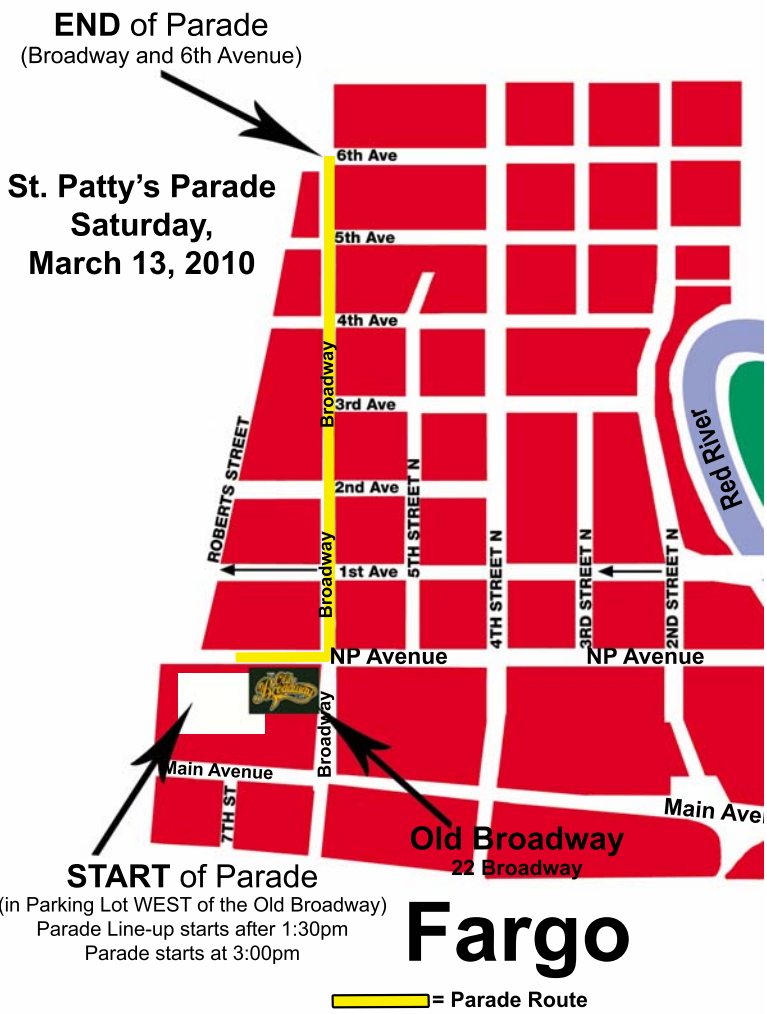 END of Parade
(Broadway and 6th Avenue)
6th Ave
St. Patty's Parade
Saturday,
March 13, 2010
5th Ave
4th Ave
Broadway
3rd Ave
Red River
ROBERTS STREET
2nd Ave
5TH STREET N
Broadway
1st Ave
4TH STREET N
3RD STREET N
2ND STREET N
NP Avenue
NP Avenue
Old
Broadway
Broadway
Main Avenue
7TH ST
Main Aven
Old Broadway
22 Broadway
START of Parade
(in Parking Lot WEST of the Old Broadway)
Parade Line-up starts after 1:30pm
Parade starts at 3:00pm
Fargo
= Parade Route